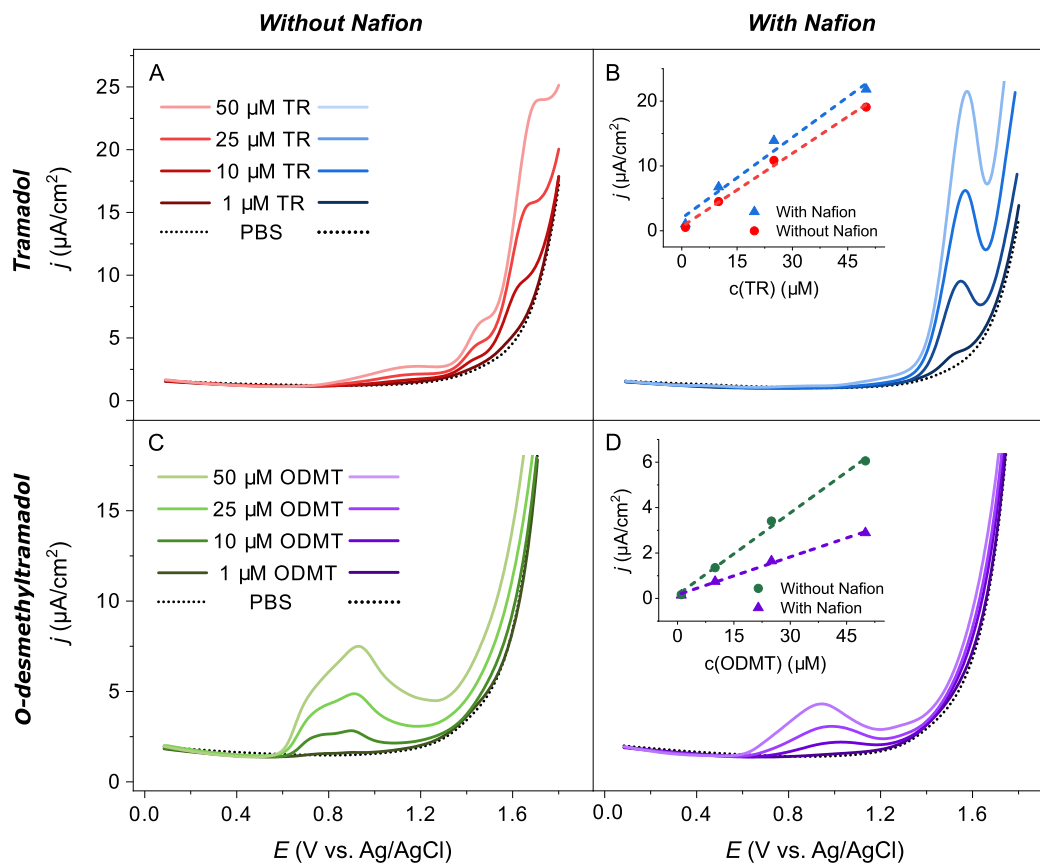 Without Nafion
With Nafion
Tramadol
O-desmethyltramadol
A
50 µM TR
25 µM TR
10 µM TR
1 µM TR
PBS
j (µA/cm²)
25
20
15
10
5
0
B
j (µA/cm²)
20
10
0
With Nafion
Without Nafion
1 15 30 45
c(TR) (µM)
C
50 µM ODMT
25 µM ODMT
10 µM ODMT
1 µM ODMT
PBS
j (µA/cm²)
15
10
5
0
0.0 0.4 0.8 1.2 1.6
E (V vs. Ag/AgCl)
D
j (µA/cm²)
6
4
2
0
Without Nafion
With Nafion
0 15 30 45
c(ODMT) (µM)
0.0 0.4 0.8 1.2 1.6
E (V vs. Ag/AgCl)